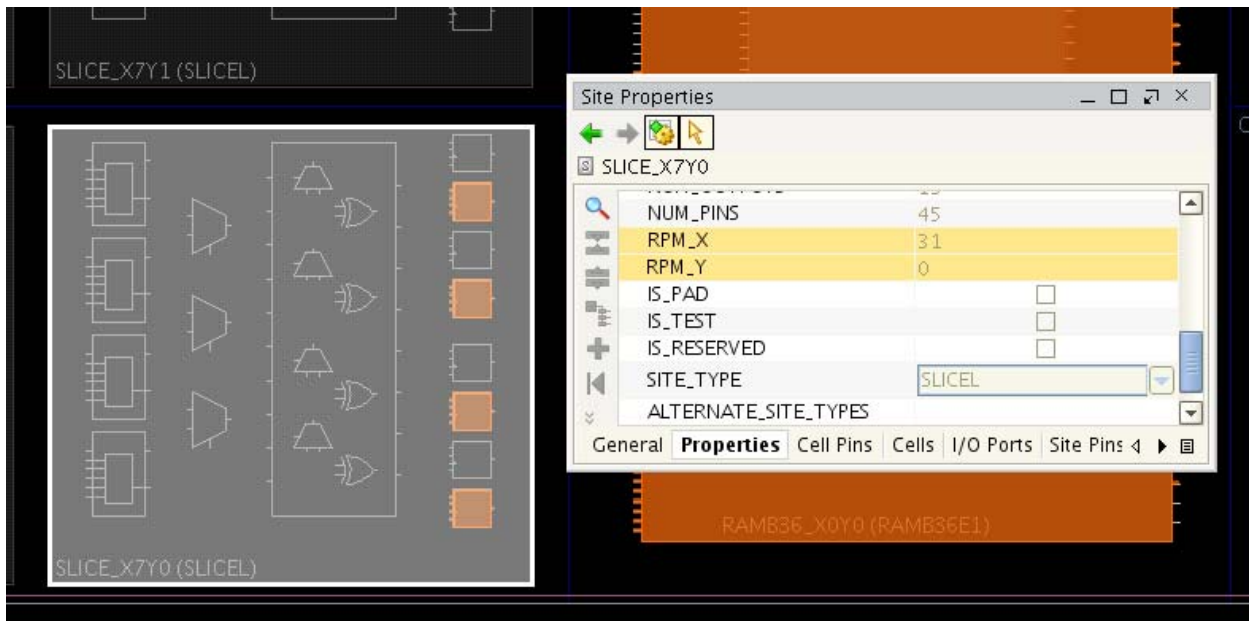 SLICE_X7Y1 (SLICEL)
Site Properties
SLICE_X7Y0
NUM_PINS 45
RPM_X 31
RPM_Y 0
IS_PAD
IS_TEST
IS_RESERVED
SITE_TYPE SLICEL
ALTERNATE_SITE_TYPES
General Properties Cell Pins Cells I/O Ports Site Pins
RAMB36_X0Y0 (RAMB36E1)
SLICE_X7Y0 (SLICEL)